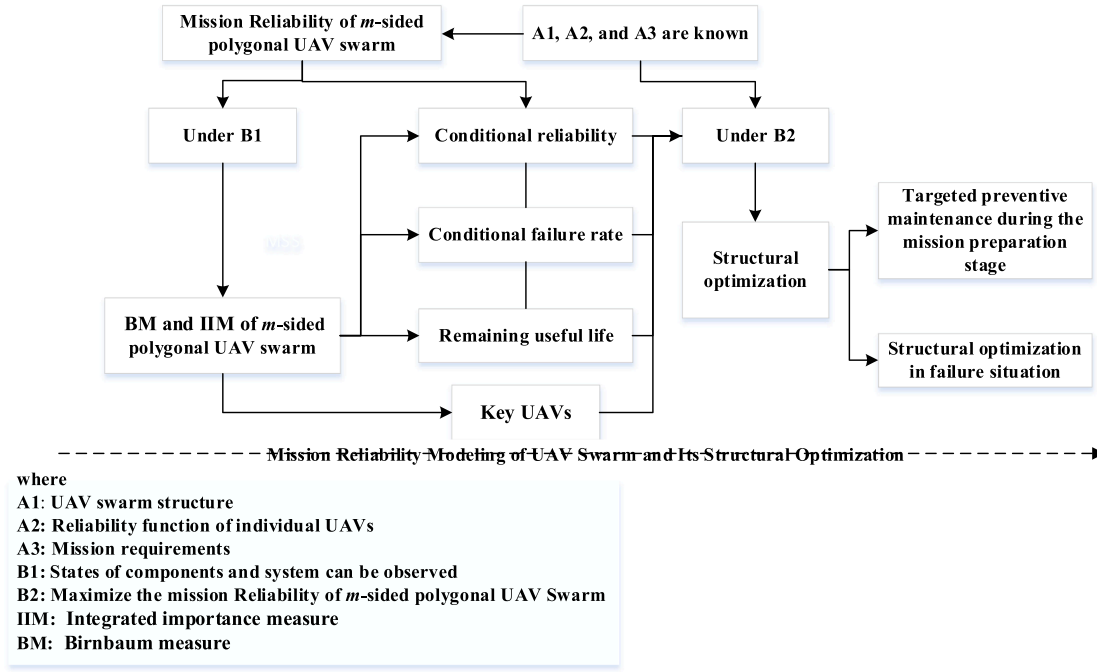 Mission Reliability of m-sided
polygonal UAV swarm
A1, A2, and A3 are known
Under B1
Conditional reliability
Under B2
Conditional failure rate
Structural
optimization
Targeted preventive
maintenance during the
mission preparation
stage
BM and IIM of m-sided
polygonal UAV swarm
Remaining useful life
Structural optimization
in failure situation
Key UAVs
Mission Reliability Modeling of UAV Swarm and Its Structural Optimization
where
A1: UAV swarm structure
A2: Reliability function of individual UAVs
A3: Mission requirements
B1: States of components and system can be observed
B2: Maximize the mission Reliability of m-sided polygonal UAV Swarm
IIM: Integrated importance measure
BM: Birnbaum measure